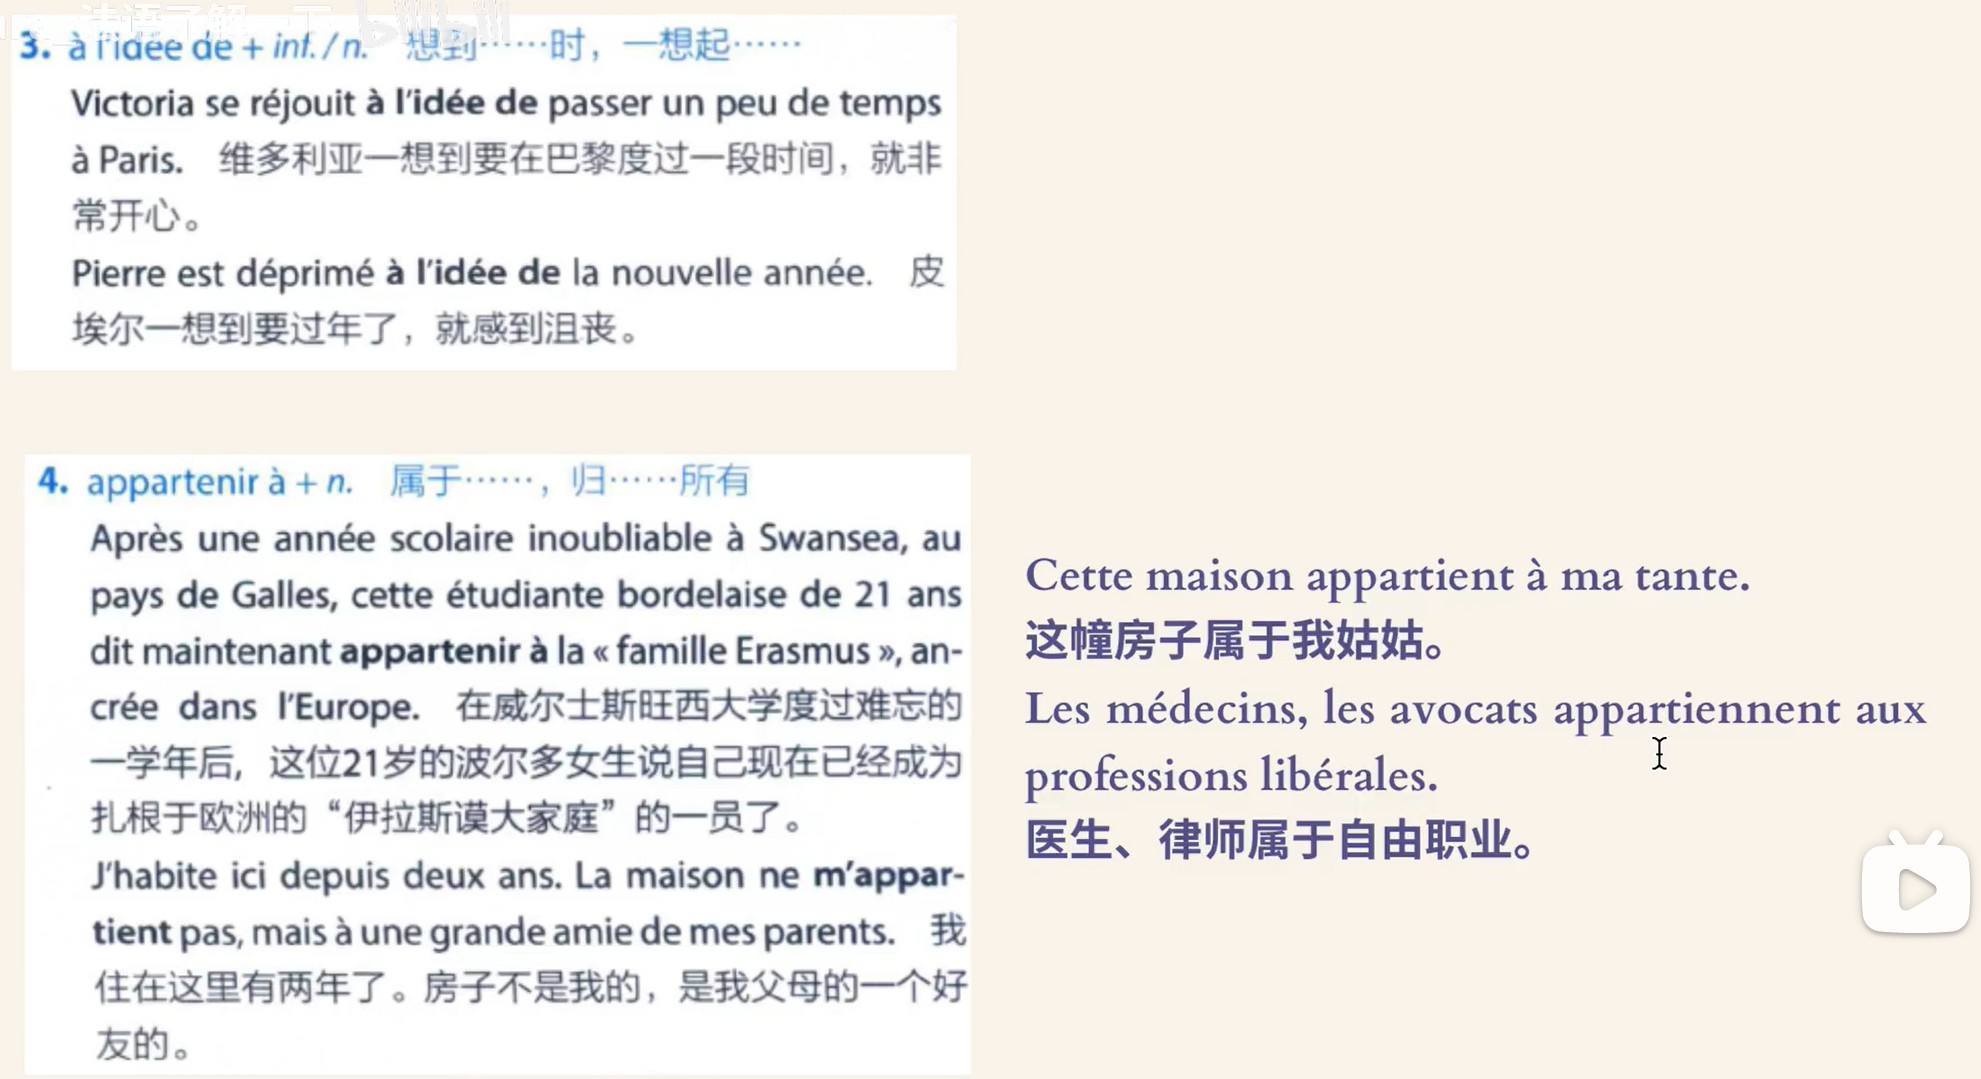 法语了解一下 bilibili
3. à l'idée de + inf. / n. 想到……时，一想起……
Victoria se réjouit à l'idée de passer un peu de temps
à Paris. 维多利亚一想到要在巴黎度过一段时间，就非
常开心。
Pierre est déprimé à l'idée de la nouvelle année. 皮
埃尔一想到要过年了，就感到沮丧。
4. appartenir à + n. 属于……，归……所有
Après une année scolaire inoubliable à Swansea, au
pays de Galles, cette étudiante bordelaise de 21 ans
dit maintenant appartenir à la « famille Erasmus », an-
crée dans l'Europe. 在威尔士斯旺西大学度过难忘的
一学年后，这位21岁的波尔多女生说自己现在已经成为
扎根于欧洲的“伊拉斯谟大家庭”的一员了。
J'habite ici depuis deux ans. La maison ne m'appar-
tient pas, mais à une grande amie de mes parents. 我
住在这里有两年了。房子不是我的，是我父母的一个好
友的。
Cette maison appartient à ma tante.
这幢房子属于我姑姑。
Les médecins, les avocats appartiennent aux
professions libérales.
医生、律师属于自由职业。